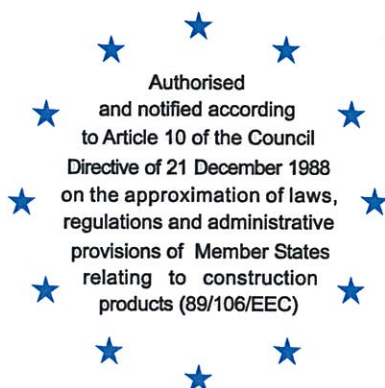 Authorised
and notified according
to Article 10 of the Council
Directive of 21 December 1988
on the approximation of laws,
regulations and administrative
provisions of Member States
relating to construction
products (89/106/EEC)